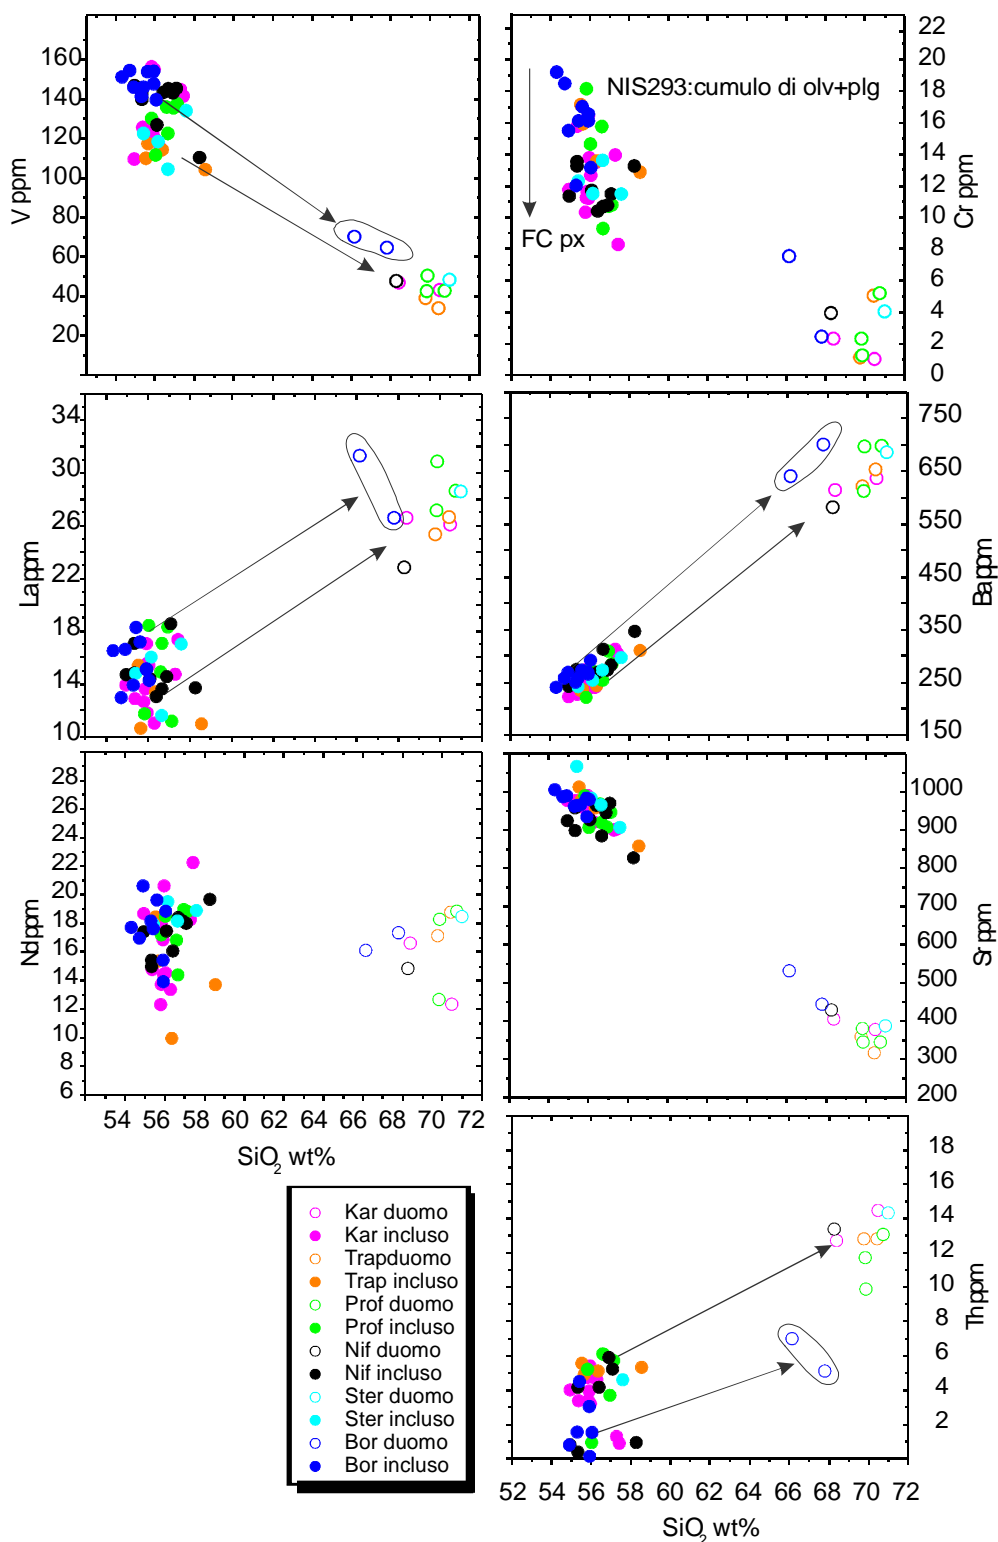 160
140
120
100
80
60
40
20
V ppm
22
20
18
16
14
12
10
8
6
4
2
0
Cr ppm
NIS293:cumulo di olv+plg
FC px
34
30
26
22
18
14
10
La ppm
750
650
550
450
350
250
150
Ba ppm
28
26
24
22
20
18
16
14
12
10
8
6
Nd ppm
54 56 58 60 62 64 66 68 70 72
SiO2 wt%
1000
900
800
700
600
500
400
300
200
Sr ppm
18
16
14
12
10
8
6
4
2
Th ppm
52 54 56 58 60 62 64 66 68 70 72
SiO2 wt%
Kar duomo
Kar incluso
Trapduomo
Trap incluso
Prof duomo
Prof incluso
Nif duomo
Nif incluso
Ster duomo
Ster incluso
Bor duomo
Bor incluso